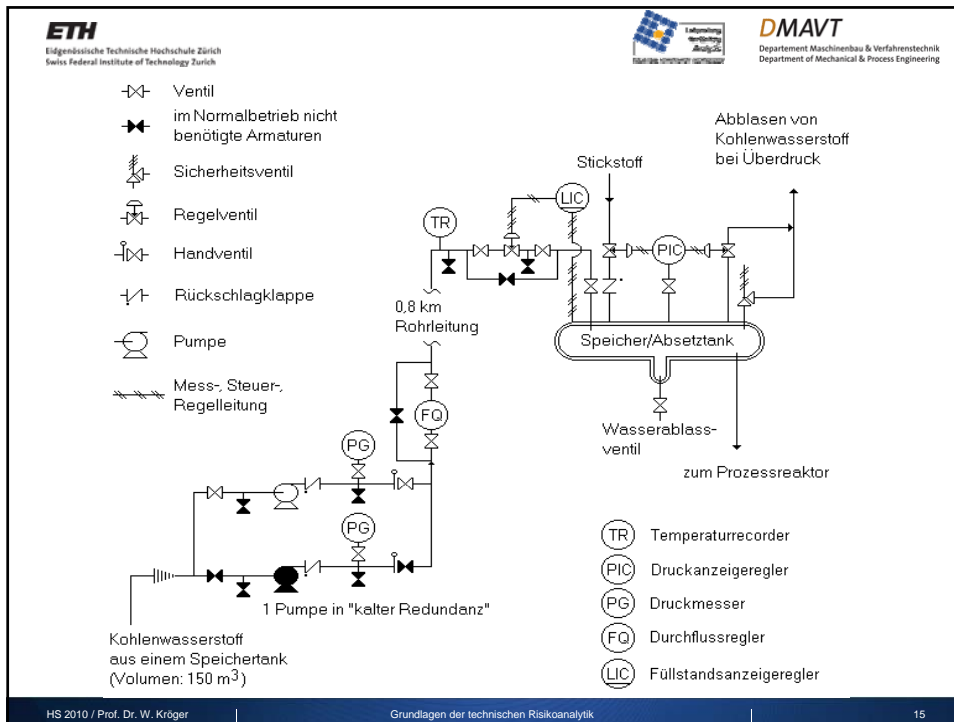 ETH
Eidgenössische Technische Hochschule Zürich
Swiss Federal Institute of Technology Zurich
DMAVT
Departement Maschinenbau & Verfahrenstechnik
Department of Mechanical & Process Engineering
Ventil
im Normalbetrieb nicht
benötigte Armaturen
Sicherheitsventil
Regelventil
Handventil
Rückschlagklappe
Pumpe
Mess-, Steuer-,
Regelleitung
Abblasen von
Kohlenwasserstoff
bei Überdruck
Stickstoff
LIC
TR
PIC
0,8 km
Rohrleitung
Speicher/Absetztank
FQ
Wasserablass-
ventil
zum Prozessreaktor
PG
PG
1 Pumpe in "kalter Redundanz"
Kohlenwasserstoff
aus einem Speichertank
(Volumen: 150 m³)
TR Temperaturrecorder
PIC Druckanzeigeregler
PG Druckmesser
FQ Durchflussregler
LIC Füllstandsanzeigeregler
HS 2010 / Prof. Dr. W. Kröger
Grundlagen der technischen Risikoanalytik
15